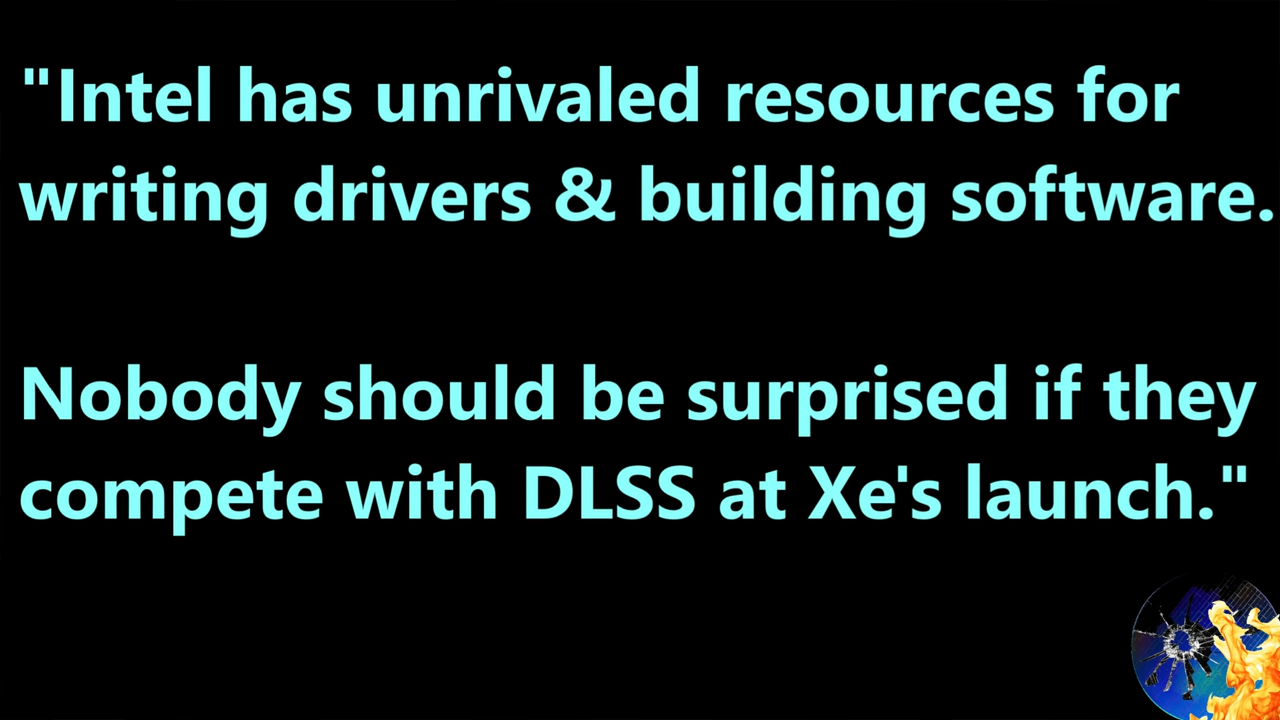 "Intel has unrivaled resources for
writing drivers & building software.
Nobody should be surprised if they
compete with DLSS at Xe's launch."